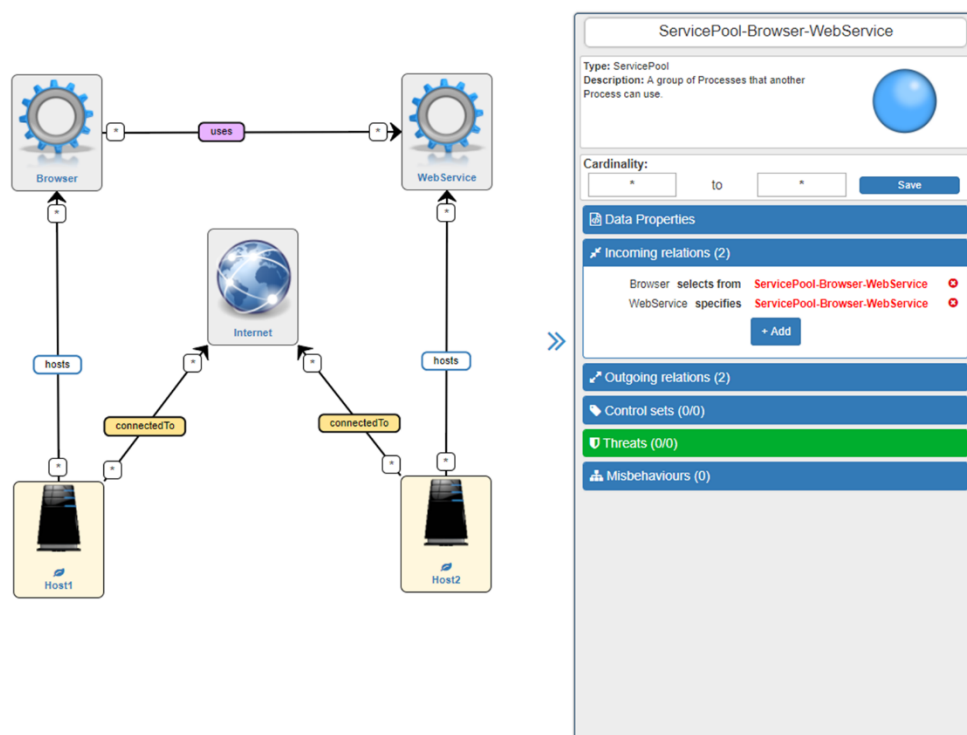 Browser
*
uses
*
WebService
*
*
Internet
hosts
hosts
*
*
connectedTo
connectedTo
*
*
*
*
Host1
Host2
ServicePool-Browser-WebService
Type: ServicePool
Description: A group of Processes that another
Process can use.
Cardinality:
* to * Save
Data Properties
Incoming relations (2)
Browser selects from ServicePool-Browser-WebService
WebService specifies ServicePool-Browser-WebService
+ Add
Outgoing relations (2)
Control sets (0/0)
Threats (0/0)
Misbehaviours (0)